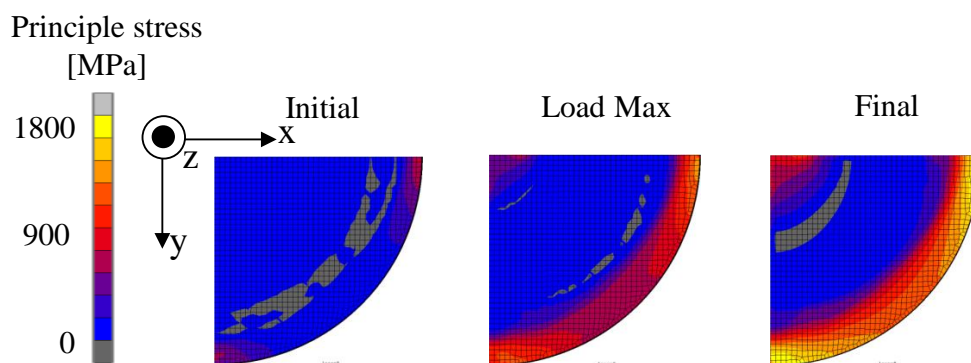 Principle stress
[MPa]
1800
900
0
z
x
y
Initial
Load Max
Final